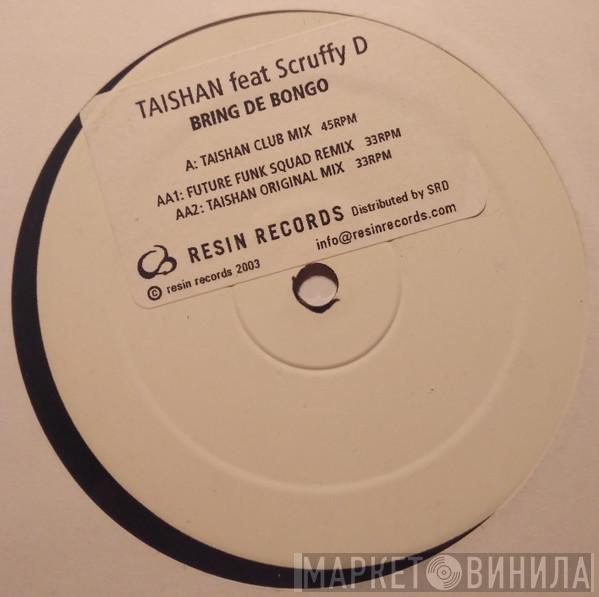 TAISHAN feat Scruffy D
BRING DE BONGO
A: TAISHAN CLUB MIX 45RPM
AA1: FUTURE FUNK SQUAD REMIX 33RPM
AA2: TAISHAN ORIGINAL MIX 33RPM
RESIN RECORDS Distributed by SRD
info@resinrecords.com
© resin records 2003
МАРКЕТ ВИНИЛА